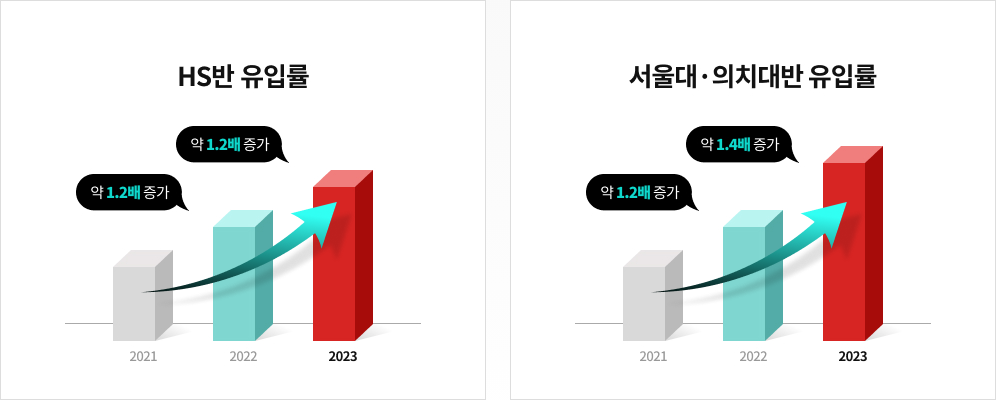 HS반 유입률
약 1.2배 증가
약 1.2배 증가
2021
2022
2023
서울대·의치대반 유입률
약 1.4배 증가
약 1.2배 증가
2021
2022
2023